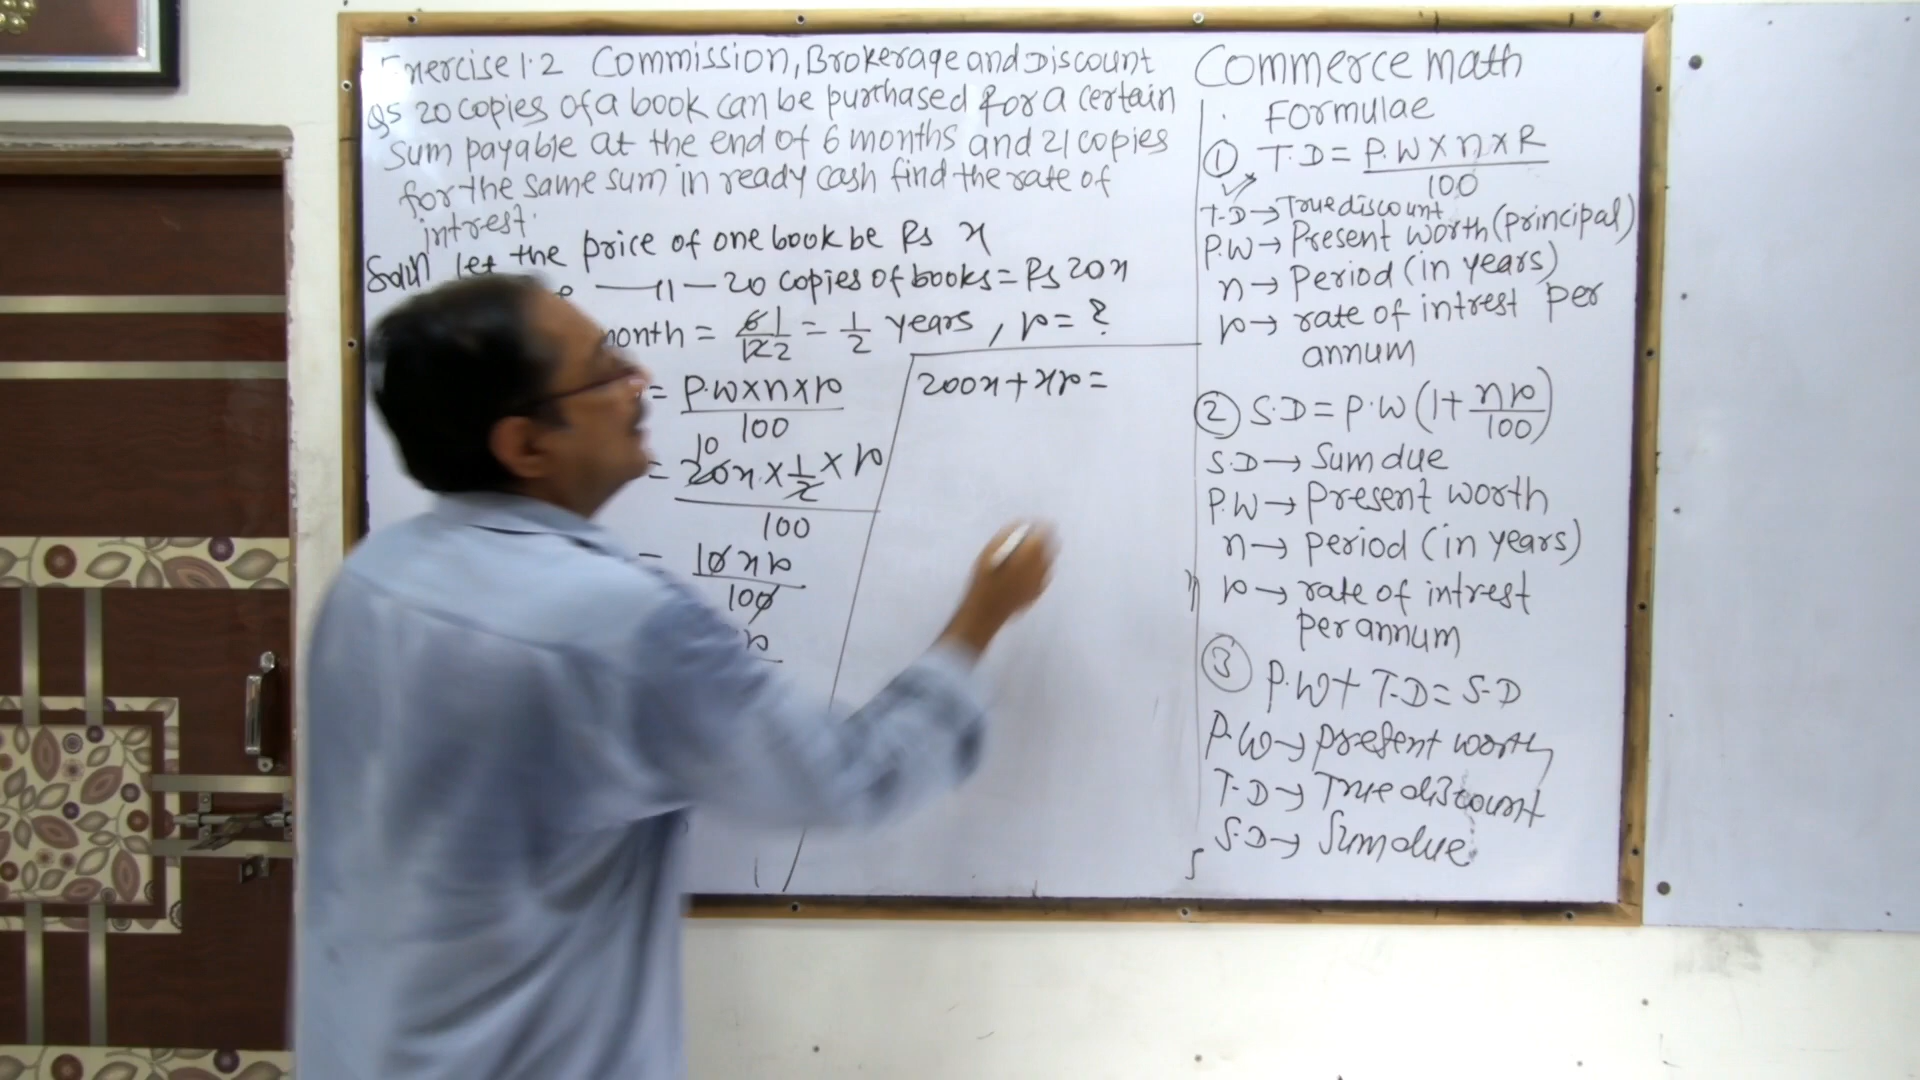 Exercise 1.2 Commission, Brokerage and Discount
Q5 20 copies of a book can be purchased for a certain
sum payable at the end of 6 months and 21 copies
for the same sum in ready cash find the rate of
intrest.
Soln let the price of one book be Rs x
—11— 20 copies of books = Rs 20x
month = 6/12 = 1/2 years, r = ?
= P.W×n×r/100
= 20x × 1/2 × r/100
= 10xr/100
r
200x + xr =
Commerce math
Formulae
① T.D = P.W × n × R/100
T.D → True discount
P.W → Present worth (principal)
n → Period (in years)
r → rate of intrest per
annum
② S.D = P.W (1 + nr/100)
S.D → Sum due
P.W → Present worth
n → period (in years)
r → rate of intrest
per annum
③ P.W + T.D = S.D
P.W → present worth
T.D → True discount
S.D → Sum due